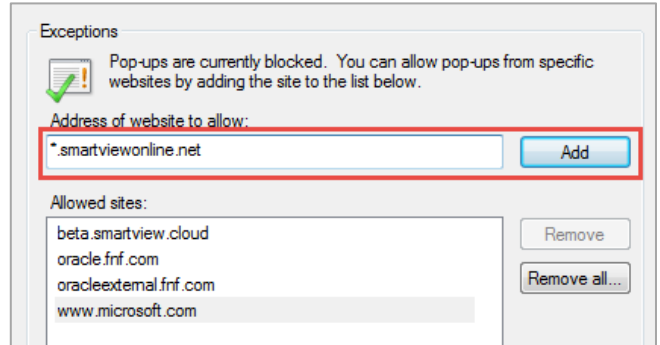 Exceptions
Pop-ups are currently blocked. You can allow pop-ups from specific
websites by adding the site to the list below.
Address of website to allow:
*.smartviewonline.net
Add
Allowed sites:
beta.smartview.cloud
Remove
oracle.fnf.com
oracleexternal.fnf.com
Remove all...
www.microsoft.com